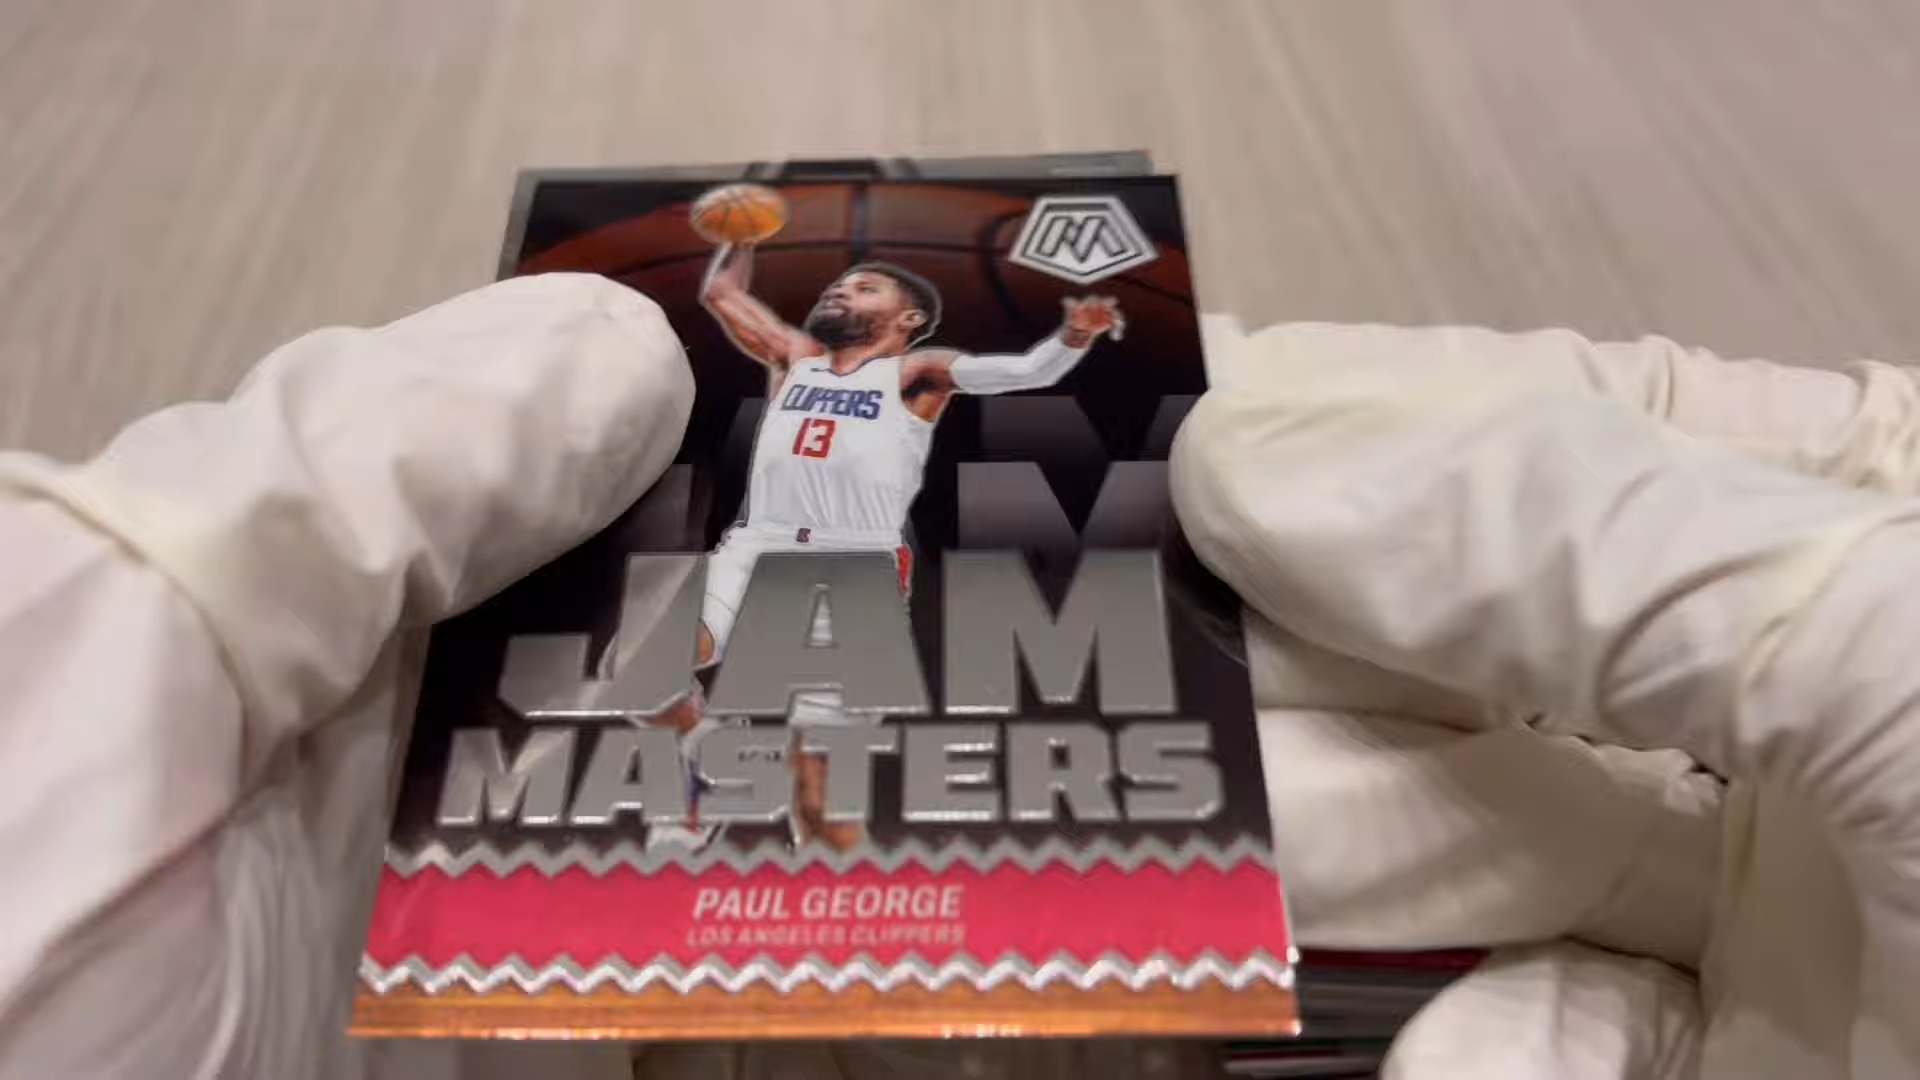 CLIPPERS
13
JAM
MASTERS
PAUL GEORGE
LOS ANGELES CLIPPERS